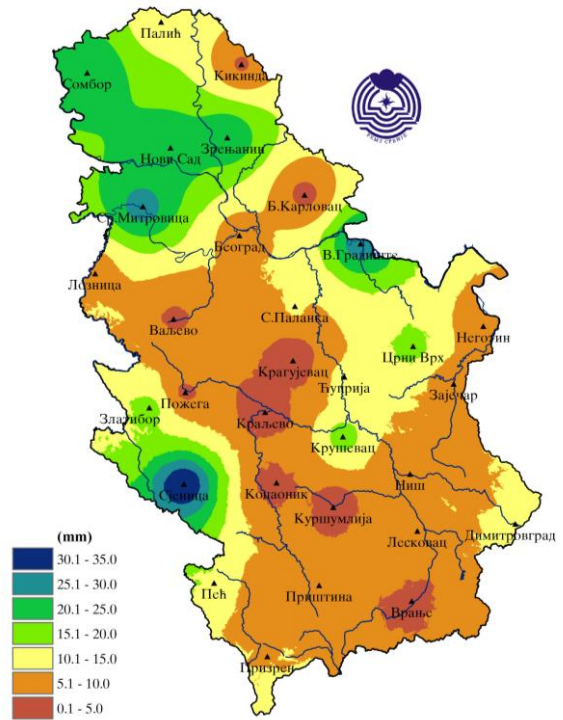 Палић
Кикинда
Сомбор
Зрењанин
Нови Сад
Ср.Митровица
Б.Карловац
Београд
В.Градиште
Лозница
С.Паланка
Ваљево
Неготин
Црни Врх
Крагујевац
Ћуприја
Зајечар
Пожега
Златибор
Краљево
Крушевац
Сјеница
Копаоник
Ниш
Куршумлија
Лесковац
Димитровград
(mm)
30.1 - 35.0
25.1 - 30.0
20.1 - 25.0
15.1 - 20.0
10.1 - 15.0
5.1 - 10.0
0.1 - 5.0
Пећ
Приштина
Врање
Призрен